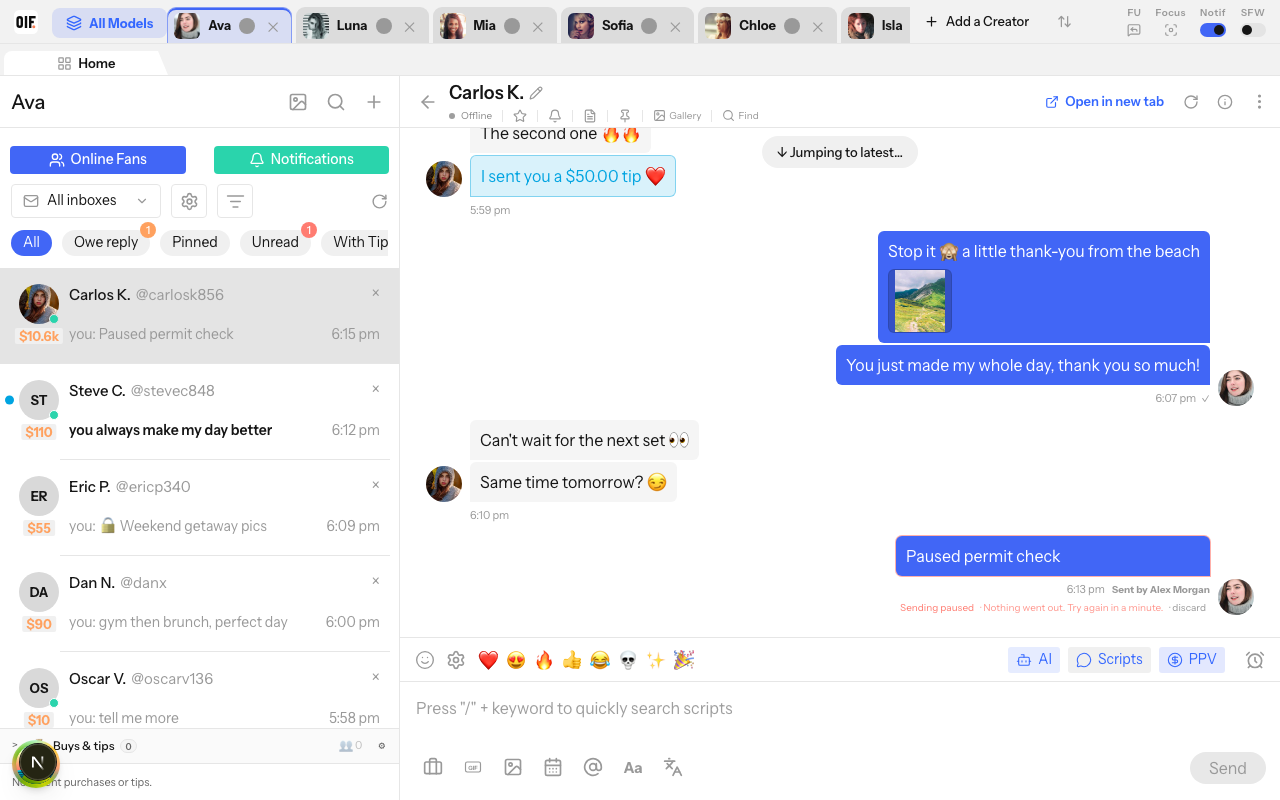 OIF
All Models
Ava
Luna
Mia
Sofia
Chloe
Isla
Add a Creator
FU
Focus
Notif
SFW
Home
Ava
Carlos K.
Offline
Gallery
Find
Open in new tab
Online Fans
Notifications
All inboxes
All
Owe reply
1
Pinned
Unread
1
With Tip
Carlos K. @carlosk856
$10.6k
you: Paused permit check
6:15 pm
ST
Steve C. @stevec848
$110
you always make my day better
6:12 pm
ER
Eric P. @ericp340
$55
you: 🔒 Weekend getaway pics
6:09 pm
DA
Dan N. @danx
$90
you: gym then brunch, perfect day
6:00 pm
OS
Oscar V. @oscarv136
$10
you: tell me more
5:58 pm
Buys & tips
0
0
N
purchases or tips.
The second one 🔥🔥
↓ Jumping to latest...
I sent you a $50.00 tip ❤️
5:59 pm
Stop it 🙈 a little thank-you from the beach
You just made my whole day, thank you so much!
6:07 pm ✓
Can't wait for the next set 👀
Same time tomorrow? 😏
6:10 pm
Paused permit check
6:13 pm Sent by Alex Morgan
Sending paused · Nothing went out. Try again in a minute. · discard
AI
Scripts
PPV
Press "/" + keyword to quickly search scripts
GIF
Aa
Send